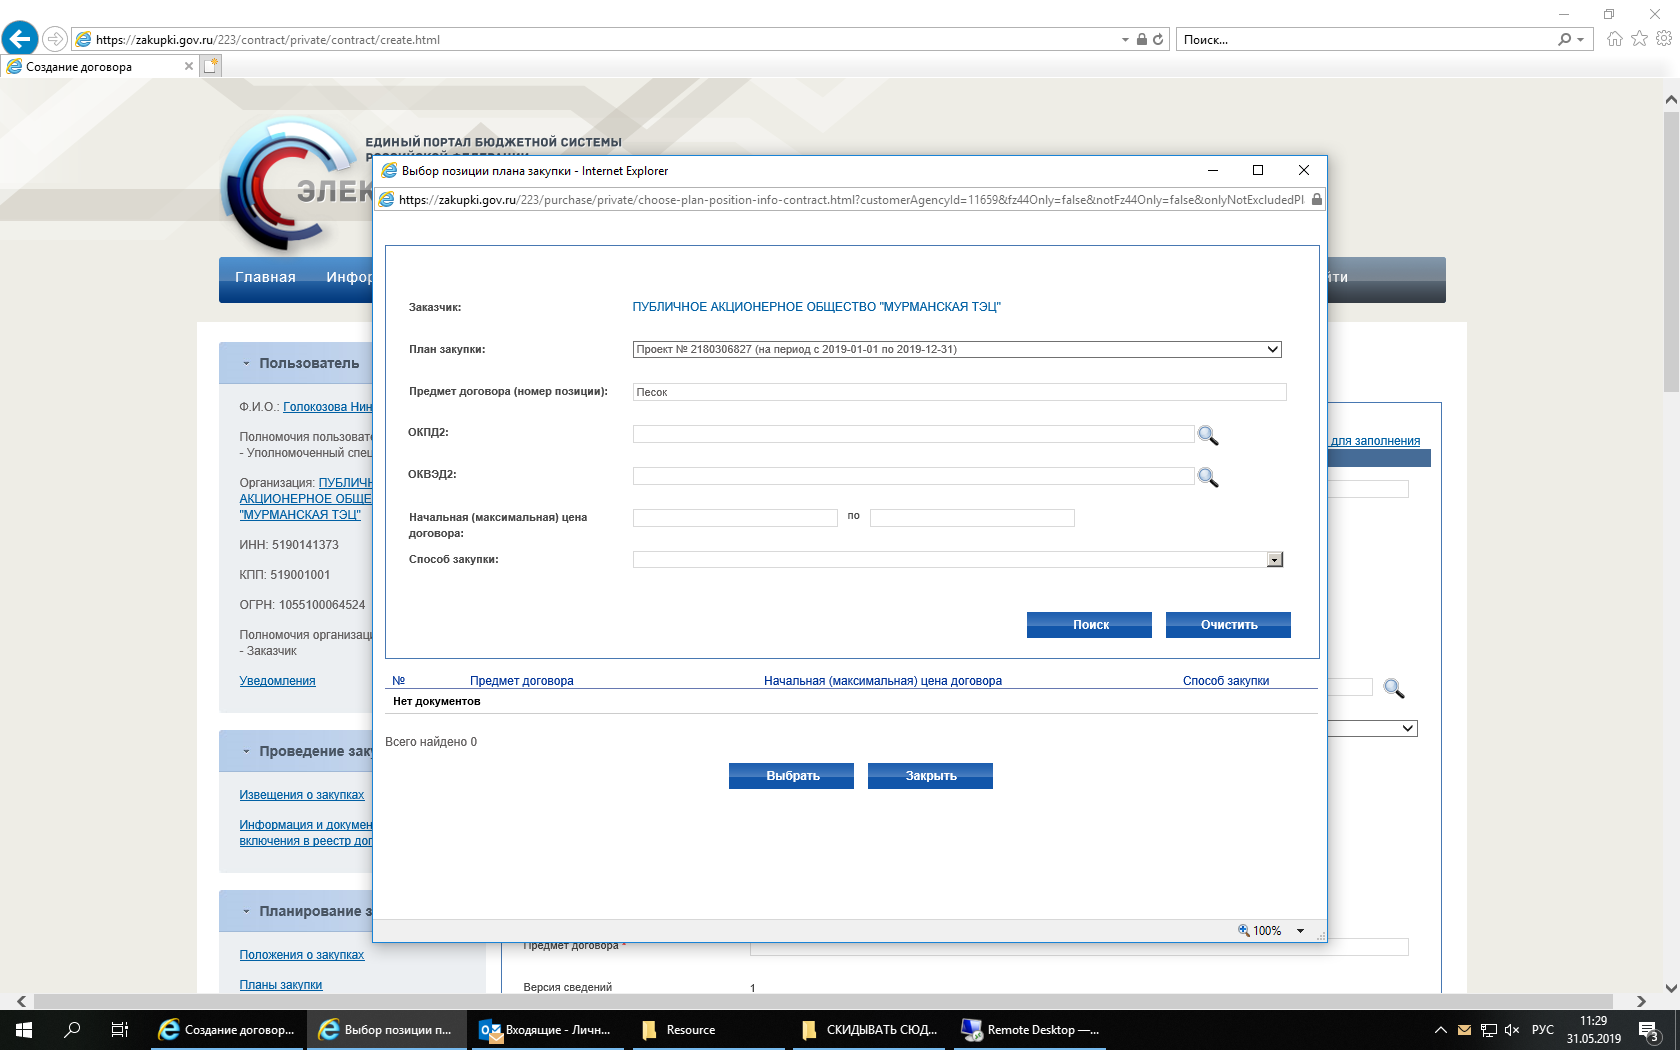 https://zakupki.gov.ru/223/contract/private/contract/create.html
Поиск...
Создание договора
ЕДИНЫЙ ПОРТАЛ БЮДЖЕТНОЙ СИСТЕМЫ
Выбор позиции плана закупки - Internet Explorer
https://zakupki.gov.ru/223/purchase/private/choose-plan-position-info-contract.html?customerAgencyId=11659&fz44Only=false&notFz44Only=false&onlyNotExcludedPl
Главная
Заказчик: ПУБЛИЧНОЕ АКЦИОНЕРНОЕ ОБЩЕСТВО "МУРМАНСКАЯ ТЭЦ"
План закупки: Проект № 2180306827 (на период с 2019-01-01 по 2019-12-31)
Предмет договора (номер позиции): Песок
ОКПД2:
ОКВЭД2:
Начальная (максимальная) цена
договора:
по
Способ закупки:
Поиск Очистить
№ Предмет договора Начальная (максимальная) цена договора Способ закупки
Нет документов
Всего найдено 0
Выбрать Закрыть
100%
Пользователь
Ф.И.О.: Голокозова Нин
Полномочия пользовате
- Уполномоченный спец
Организация: ПУБЛИЧН
АКЦИОНЕРНОЕ ОБЩЕ
"МУРМАНСКАЯ ТЭЦ"
ИНН: 5190141373
КПП: 519001001
ОГРН: 1055100064524
Полномочия организаци
- Заказчик
Уведомления
Проведение заку
Извещения о закупках
Информация и докумен
включения в реестр дог
Планирование з
Положения о закупках
Планы закупки
для заполнения
Предмет договора *
Версия сведений 1
Создание договор...
Выбор позиции п...
Входящие - Личн...
Resource
СКИДЫВАТЬ СЮД...
Remote Desktop —...
РУС
11:29
31.05.2019
3